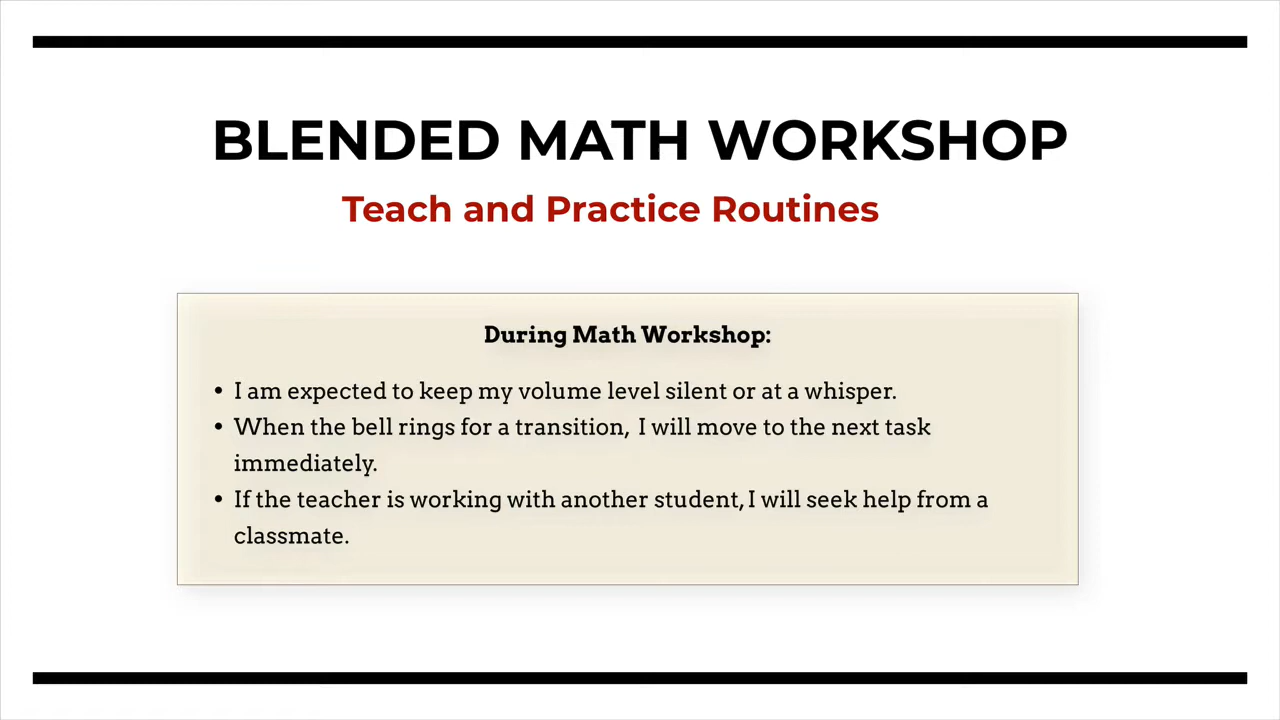 BLENDED MATH WORKSHOP
Teach and Practice Routines
During Math Workshop:
• I am expected to keep my volume level silent or at a whisper.
• When the bell rings for a transition, I will move to the next task
immediately.
• If the teacher is working with another student, I will seek help from a
classmate.